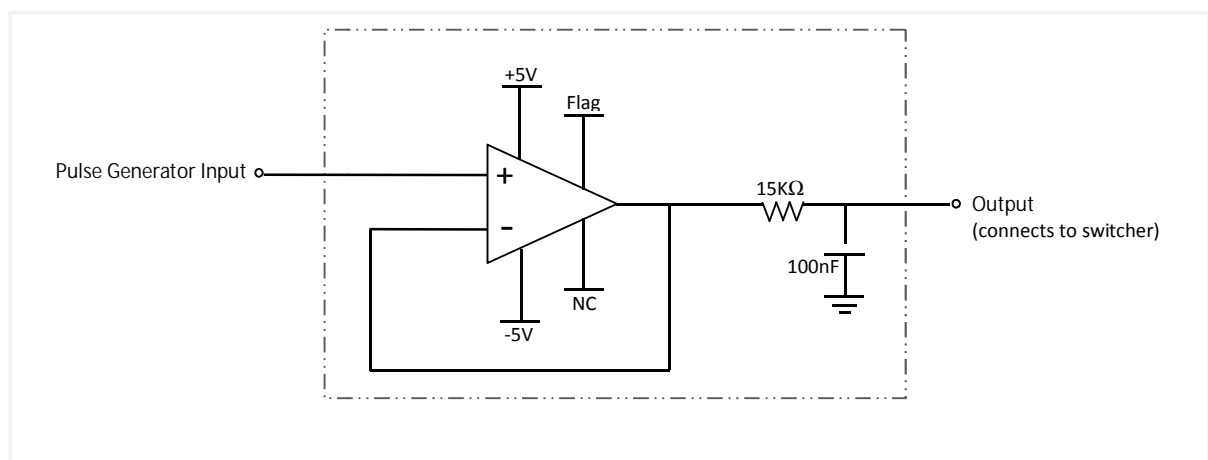 +5V
Flag
Pulse Generator Input
+
-
15KΩ
Output
(connects to switcher)
100nF
NC
-5V